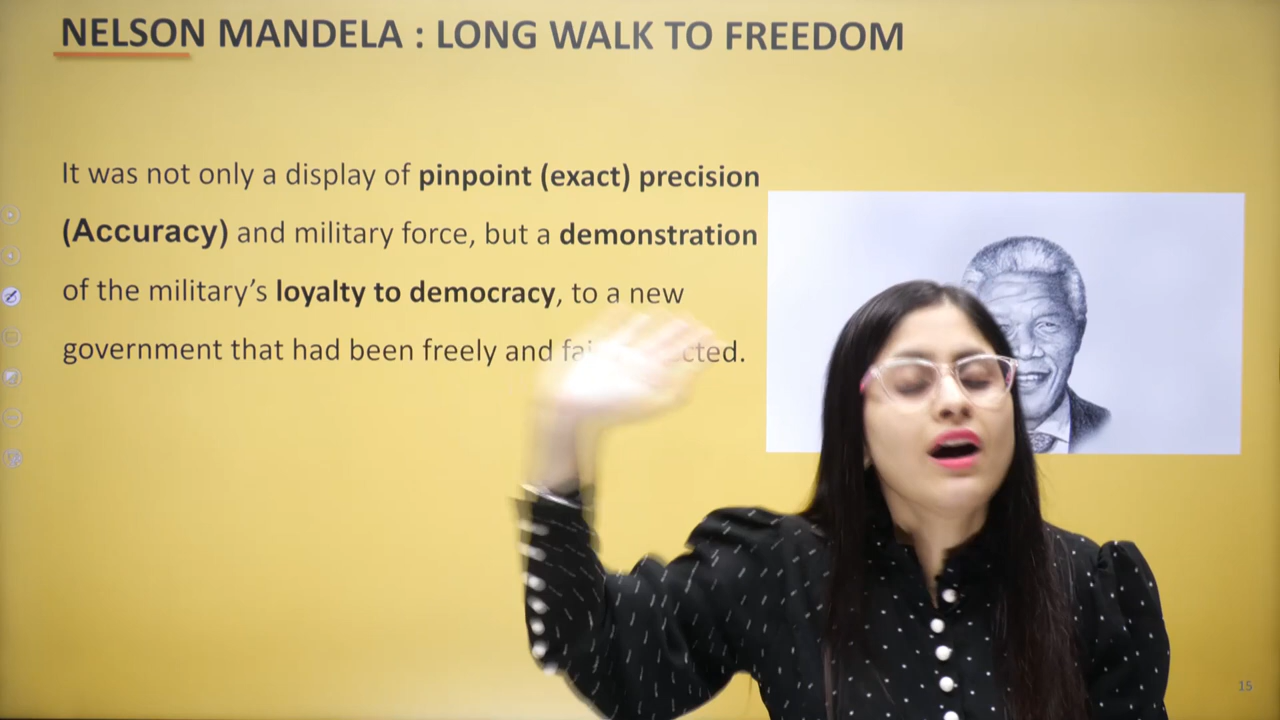 NELSON MANDELA : LONG WALK TO FREEDOM
It was not only a display of pinpoint (exact) precision
(Accuracy) and military force, but a demonstration
of the military's loyalty to democracy, to a new
government that had been freely and
15